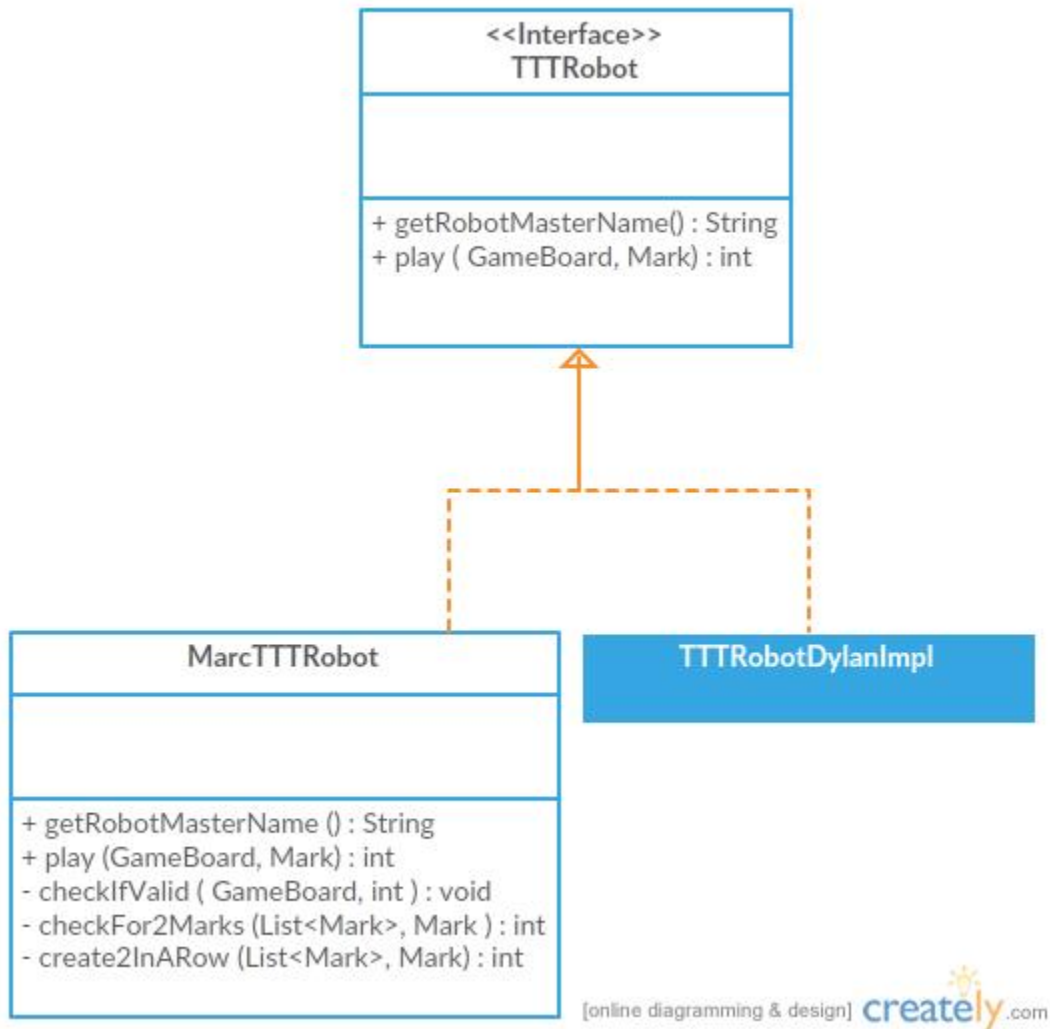 <<Interface>>
TTTRobot
+ getRobotMasterName() : String
+ play ( GameBoard, Mark) : int
MarcTTTRobot
+ getRobotMasterName () : String
+ play (GameBoard, Mark) : int
- checkIfValid ( GameBoard, int ) : void
- checkFor2Marks (List<Mark>, Mark ) : int
- create2InARow (List<Mark>, Mark) : int
TTTRobotDylanImpl
[online diagramming & design] creately.com